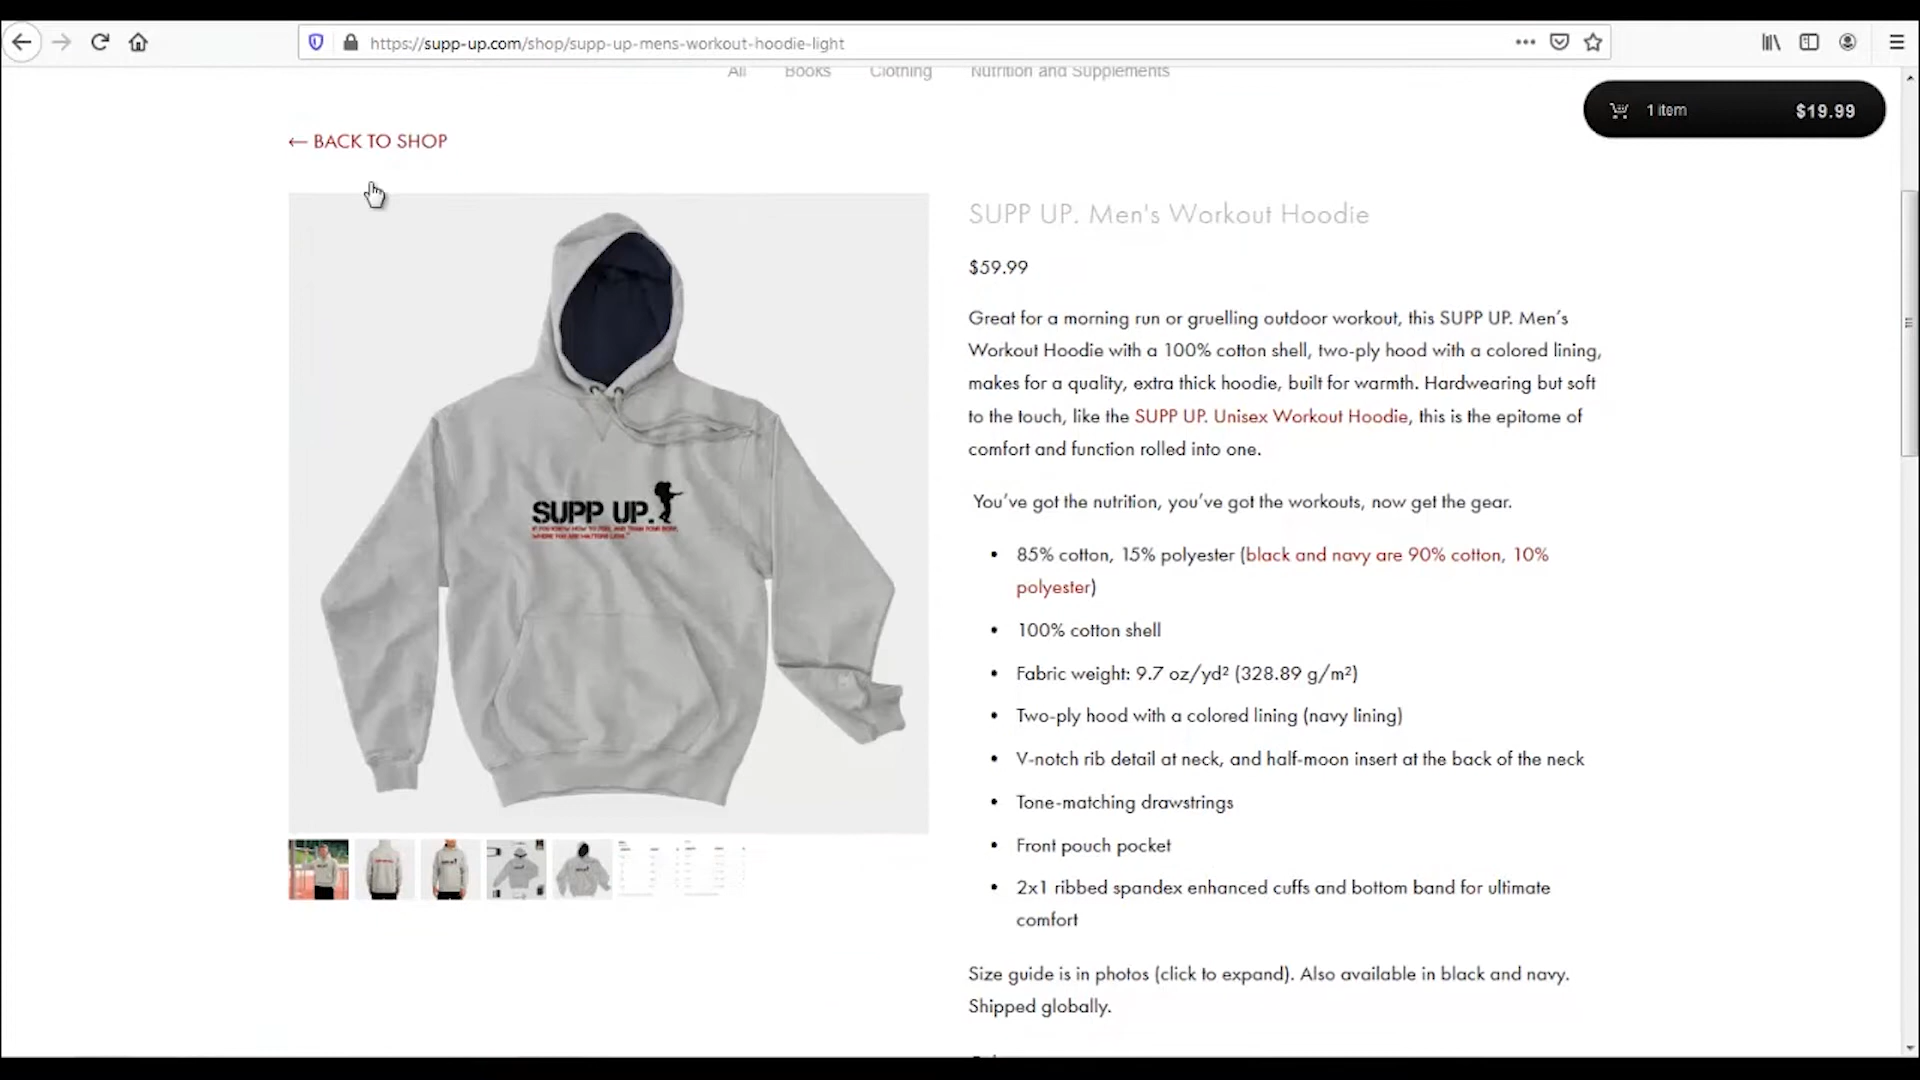 https://supp-up.com/shop/supp-up-mens-workout-hoodie-light
All Books Clothing Nutrition and Supplements
1 item $19.99
← BACK TO SHOP
SUPP UP. Men's Workout Hoodie
$59.99
Great for a morning run or gruelling outdoor workout, this SUPP UP. Men’s
Workout Hoodie with a 100% cotton shell, two-ply hood with a colored lining,
makes for a quality, extra thick hoodie, built for warmth. Hardwearing but soft
to the touch, like the SUPP UP. Unisex Workout Hoodie, this is the epitome of
comfort and function rolled into one.
You’ve got the nutrition, you’ve got the workouts, now get the gear.
• 85% cotton, 15% polyester (black and navy are 90% cotton, 10%
polyester)
• 100% cotton shell
• Fabric weight: 9.7 oz/yd² (328.89 g/m²)
• Two-ply hood with a colored lining (navy lining)
• V-notch rib detail at neck, and half-moon insert at the back of the neck
• Tone-matching drawstrings
• Front pouch pocket
• 2x1 ribbed spandex enhanced cuffs and bottom band for ultimate
comfort
Size guide is in photos (click to expand). Also available in black and navy.
Shipped globally.
SUPP UP.